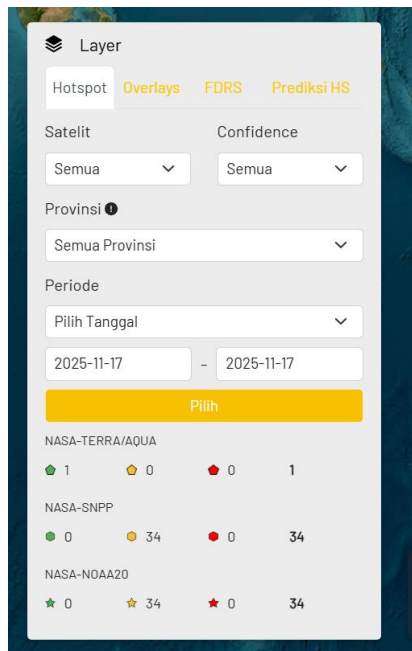 Layer
Hotspot Overlays FDRS Prediksi HS
Satelit Confidence
Semua Semua
Provinsi
Semua Provinsi
Periode
Pilih Tanggal
2025-11-17 - 2025-11-17
Pilih
NASA-TERRA/AQUA
1 0 0 1
NASA-SNPP
0 34 0 34
NASA-NOAA20
0 34 0 34